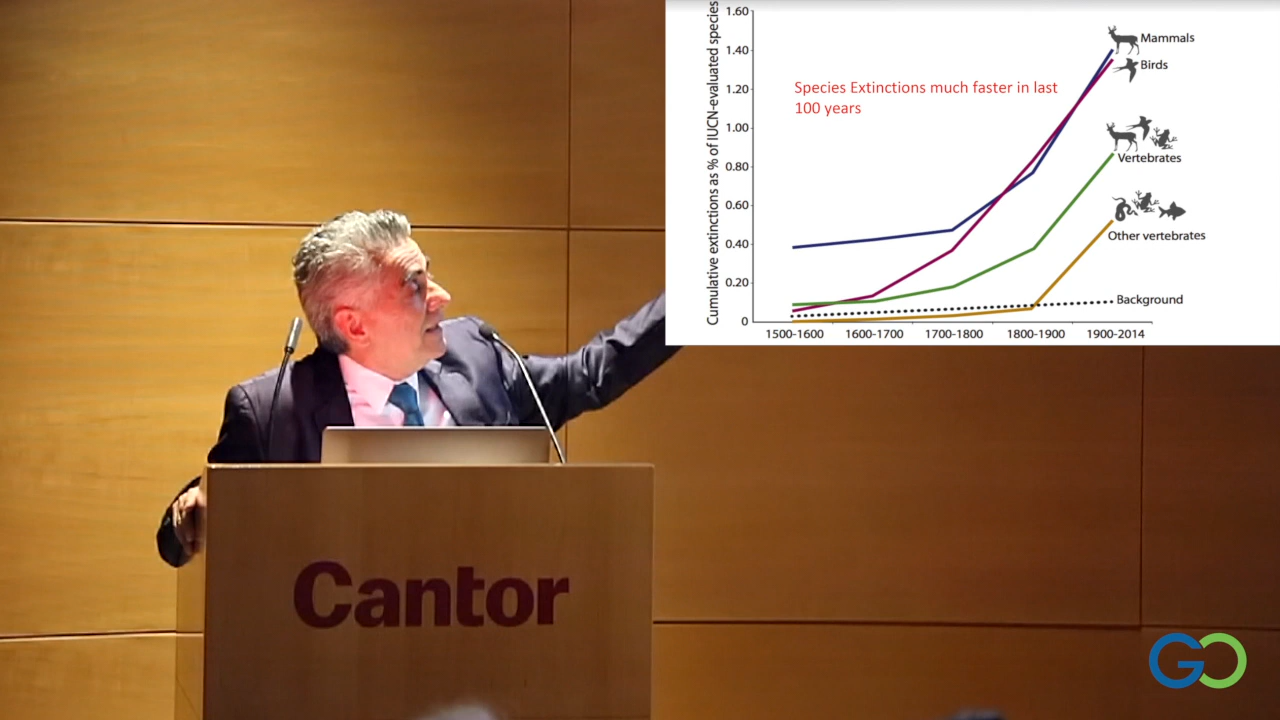 Cumulative extinctions as % of IUCN-evaluated species
1.60
1.40
1.20
1.00
0.80
0.60
0.40
0.20
0
Species Extinctions much faster in last
100 years
Mammals
Birds
Vertebrates
Other vertebrates
Background
1500-1600 1600-1700 1700-1800 1800-1900 1900-2014
Cantor
GO